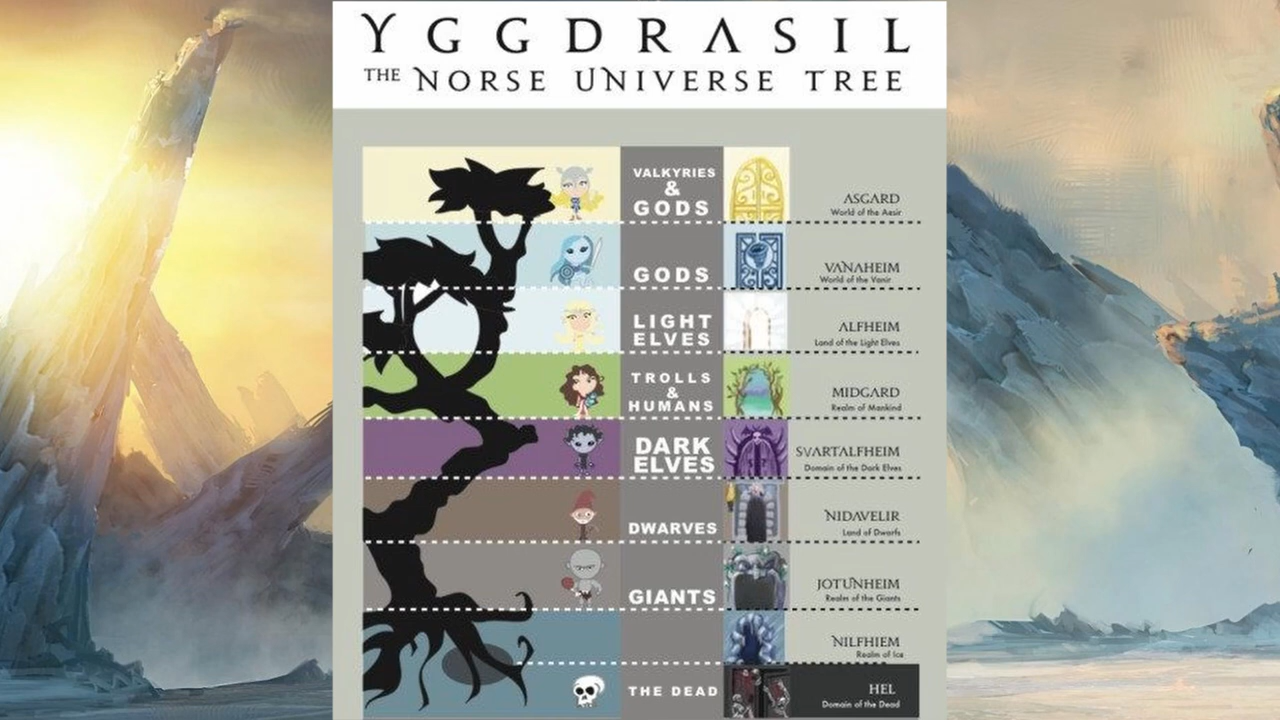 YGGDRASIL
THE NORSE UNIVERSE TREE
VALKYRIES
&
GODS
ASGARD
World of the Aesir
GODS
VANAHEIM
World of the Vanir
LIGHT
ELVES
ALFHEIM
Land of the Light Elves
TROLLS
&
HUMANS
MIDGARD
Realm of Mankind
DARK
ELVES
SVARTALFHEIM
Domain of the Dark Elves
DWARVES
NIDAVELIR
Land of Dwarfs
GIANTS
JOTUNHEIM
Realm of the Giants
NILFHIEM
Realm of Ice
THE DEAD
HEL
Domain of the Dead